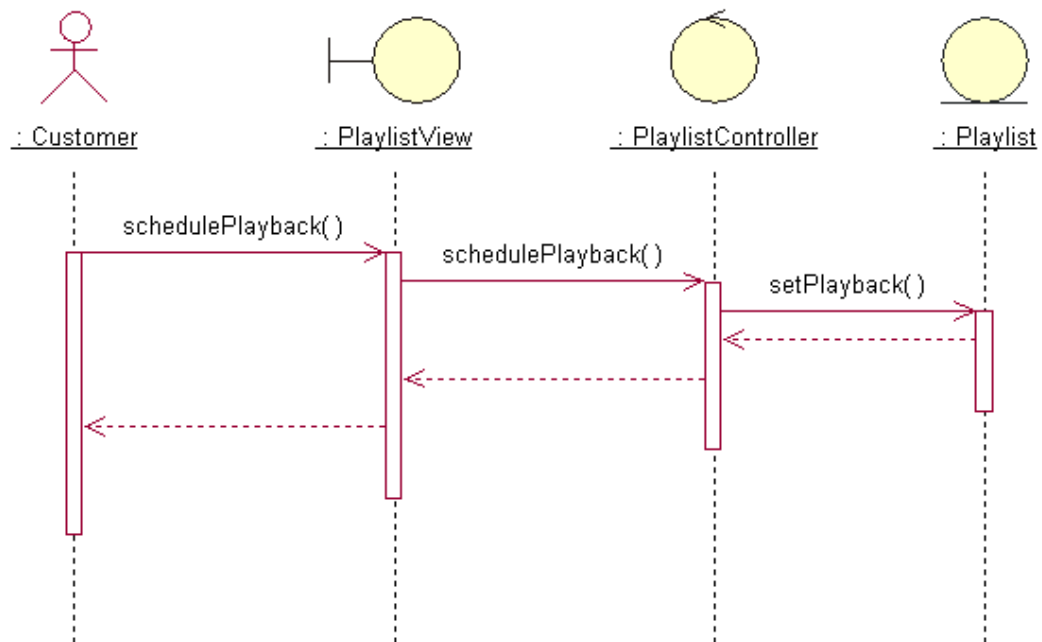 : Customer
: PlaylistView
: PlaylistController
: Playlist
schedulePlayback( )
schedulePlayback( )
setPlayback( )